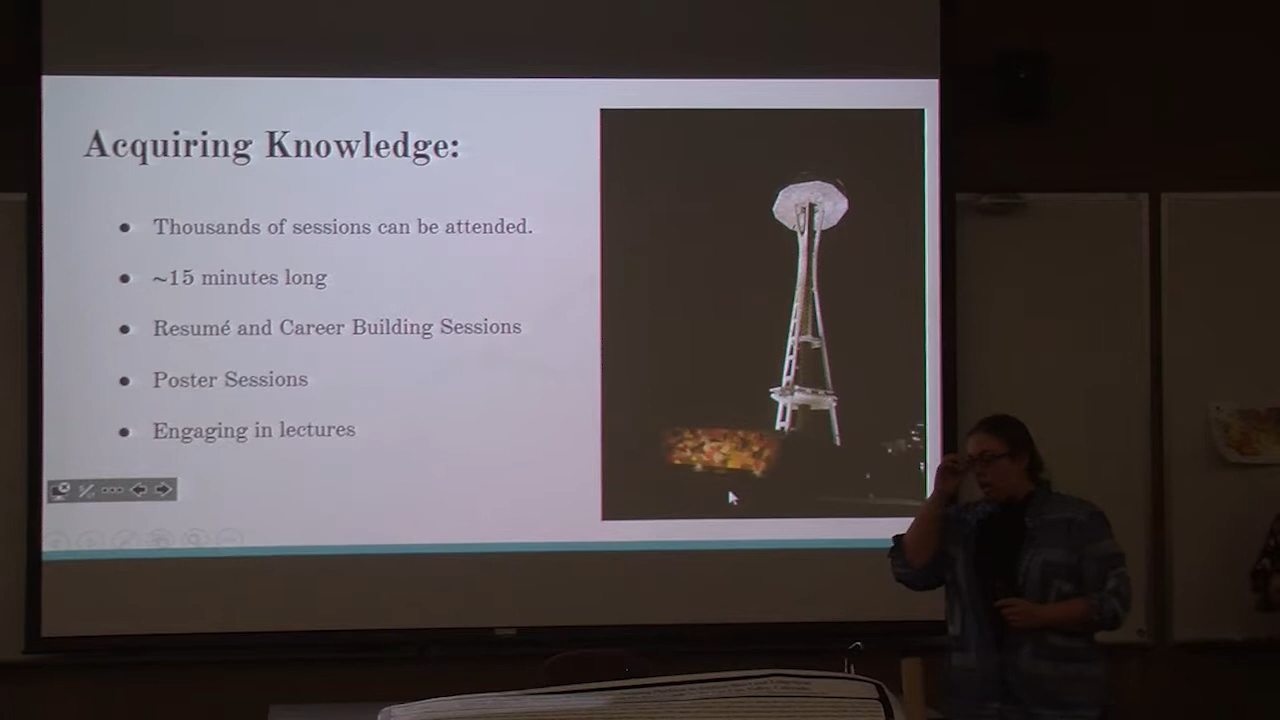 Acquiring Knowledge:
● Thousands of sessions can be attended.
● ~15 minutes long
● Resumé and Career Building Sessions
● Poster Sessions
● Engaging in lectures